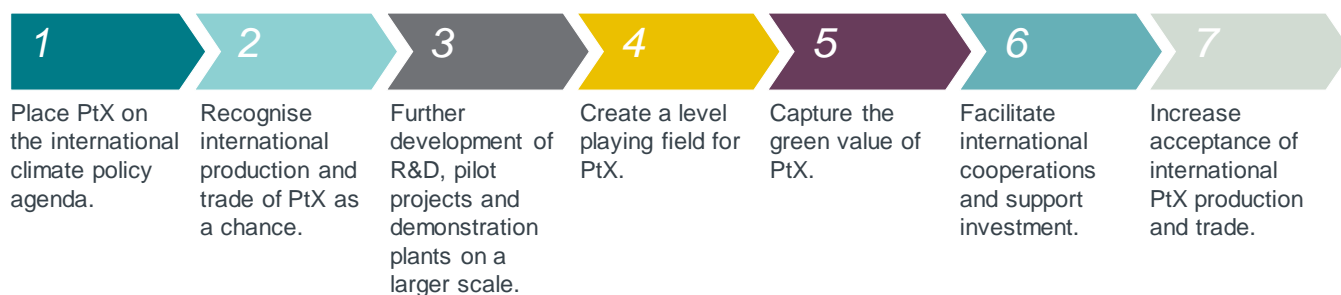 1
Place PtX on
the international
climate policy
agenda.
2
Recognise
international
production and
trade of PtX as
a chance.
3
Further
development of
R&D, pilot
projects and
demonstration
plants on a
larger scale.
4
Create a level
playing field for
PtX.
5
Capture the
green value of
PtX.
6
Facilitate
international
cooperations
and support
investment.
7
Increase
acceptance of
international
PtX production
and trade.